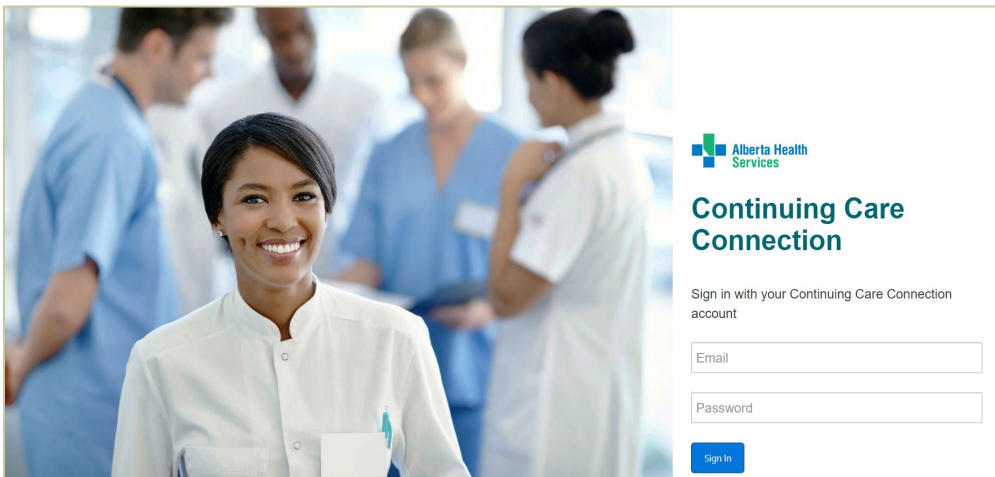 Alberta Health
Services
Continuing Care
Connection
Sign in with your Continuing Care Connection
account
Email
Password
Sign In